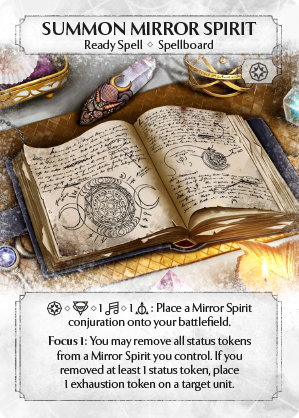 SUMMON MIRROR SPIRIT
Ready Spell ◇ Spellboard
◇ ◇ 1 ◇ 1 : Place a Mirror Spirit
conjuration onto your battlefield.
Focus 1: You may remove all status tokens
from a Mirror Spirit you control. If you
removed at least 1 status token, place
1 exhaustion token on a target unit.